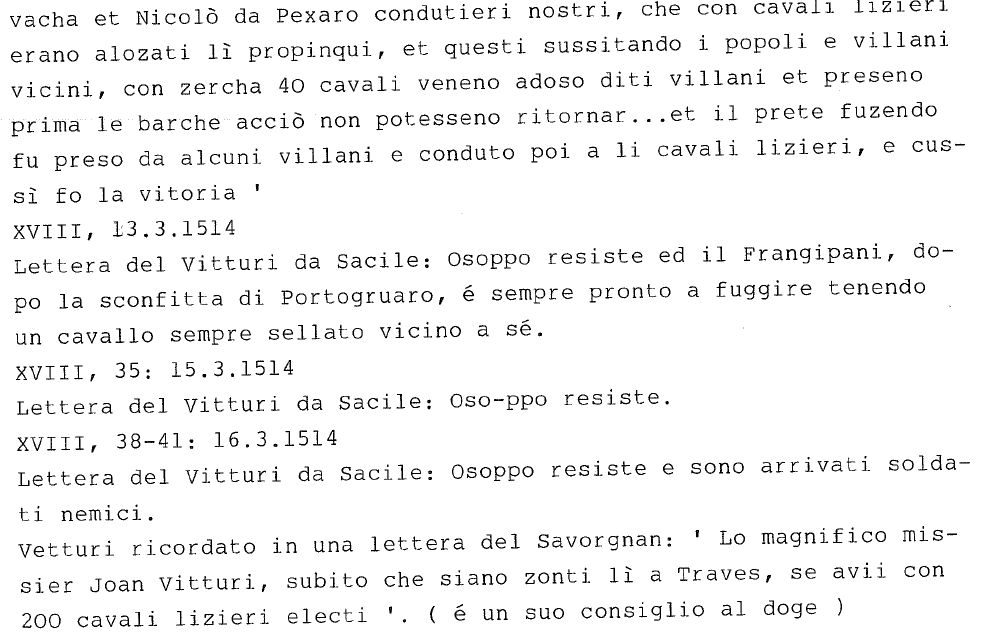 vacha et Nicolò da Pexaro condutieri nostri, che con cavali lizieri
erano alozati lì propinqui, et questi sussitando i popoli e villani
vicini, con zercha 40 cavali veneno adoso diti villani et preseno
prima le barche acciò non potesseno ritornar...et il prete fuzendo
fu preso da alcuni villani e conduto poi a li cavali lizieri, e cus-
sì fo la vitoria '
XVIII, 13.3.1514
Lettera del Vitturi da Sacile: Osoppo resiste ed il Frangipani, do-
po la sconfitta di Portogruaro, é sempre pronto a fuggire tenendo
un cavallo sempre sellato vicino a sé.
XVIII, 35: 15.3.1514
Lettera del Vitturi da Sacile: Oso-ppo resiste.
XVIII, 38-41: 16.3.1514
Lettera del Vitturi da Sacile: Osoppo resiste e sono arrivati solda-
ti nemici.
Vetturi ricordato in una lettera del Savorgnan: ' Lo magnifico mis-
sier Joan Vitturi, subito che siano zonti lì a Traves, se avii con
200 cavali lizieri electi '. ( é un suo consiglio al doge )